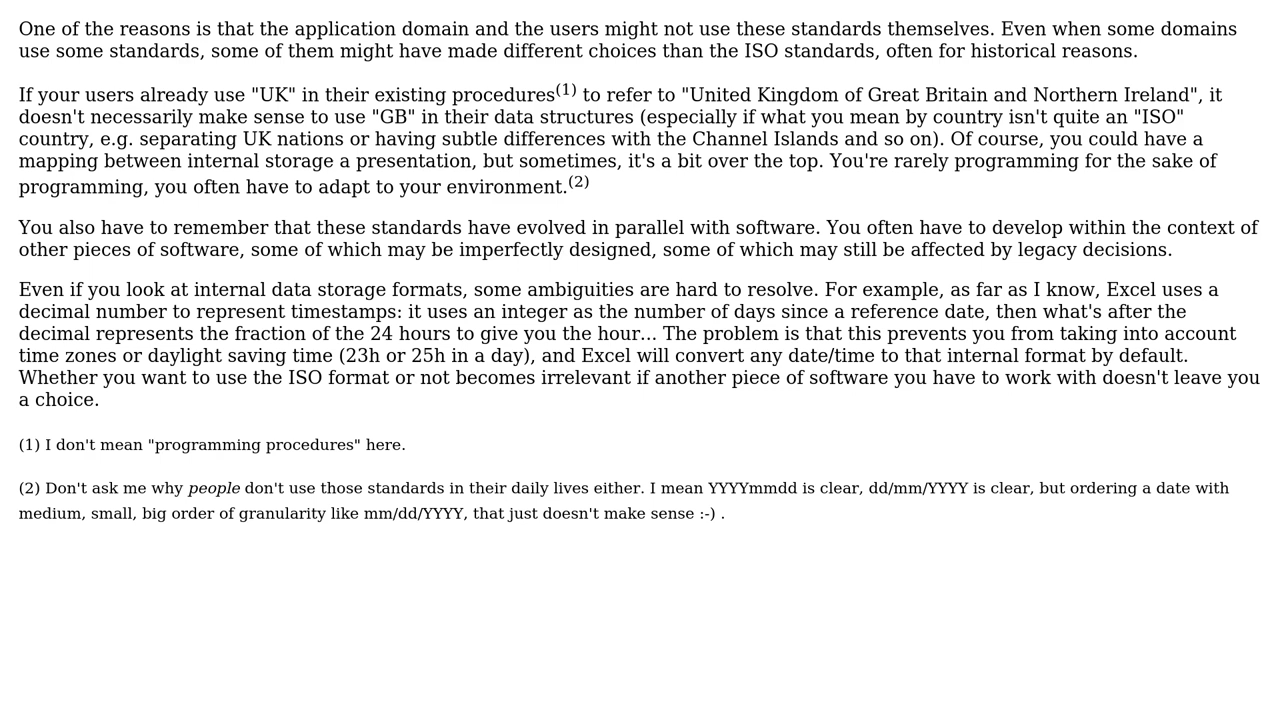 One of the reasons is that the application domain and the users might not use these standards themselves. Even when some domains
use some standards, some of them might have made different choices than the ISO standards, often for historical reasons.
If your users already use "UK" in their existing procedures(1) to refer to "United Kingdom of Great Britain and Northern Ireland", it
doesn't necessarily make sense to use "GB" in their data structures (especially if what you mean by country isn't quite an "ISO"
country, e.g. separating UK nations or having subtle differences with the Channel Islands and so on). Of course, you could have a
mapping between internal storage a presentation, but sometimes, it's a bit over the top. You're rarely programming for the sake of
programming, you often have to adapt to your environment.(2)
You also have to remember that these standards have evolved in parallel with software. You often have to develop within the context of
other pieces of software, some of which may be imperfectly designed, some of which may still be affected by legacy decisions.
Even if you look at internal data storage formats, some ambiguities are hard to resolve. For example, as far as I know, Excel uses a
decimal number to represent timestamps: it uses an integer as the number of days since a reference date, then what's after the
decimal represents the fraction of the 24 hours to give you the hour... The problem is that this prevents you from taking into account
time zones or daylight saving time (23h or 25h in a day), and Excel will convert any date/time to that internal format by default.
Whether you want to use the ISO format or not becomes irrelevant if another piece of software you have to work with doesn't leave you
a choice.
(1) I don't mean "programming procedures" here.
(2) Don't ask me why people don't use those standards in their daily lives either. I mean YYYYmmdd is clear, dd/mm/YYYY is clear, but ordering a date with
medium, small, big order of granularity like mm/dd/YYYY, that just doesn't make sense :-) .